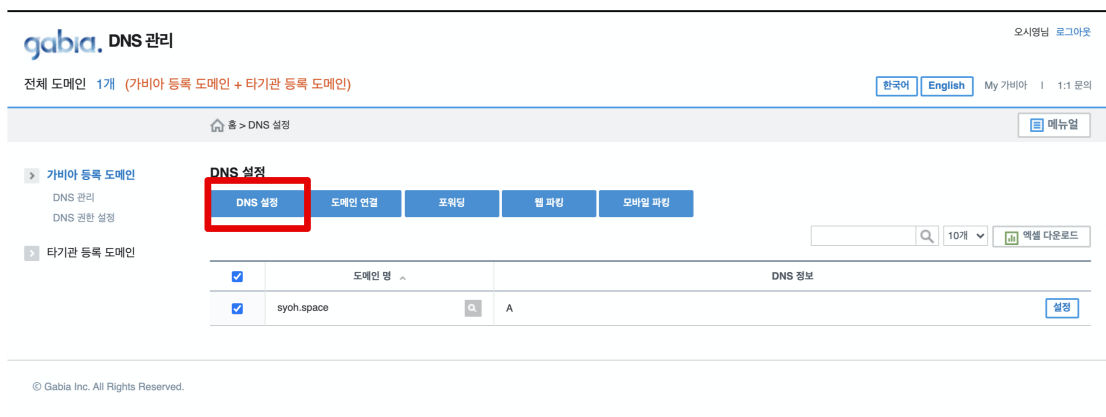 오시영님 로그아웃
gabia. DNS 관리
전체 도메인 1개 (가비아 등록 도메인 + 타기관 등록 도메인)
한국어 English My 가비아 | 1:1 문의
홈 > DNS 설정
메뉴얼
가비아 등록 도메인
DNS 관리
DNS 권한 설정
타기관 등록 도메인
DNS 설정
DNS 설정 도메인 연결 포워딩 웹 파킹 모바일 파킹
10개 엑셀 다운로드
도메인 명 DNS 정보
syoh.space A 설정
© Gabia Inc. All Rights Reserved.